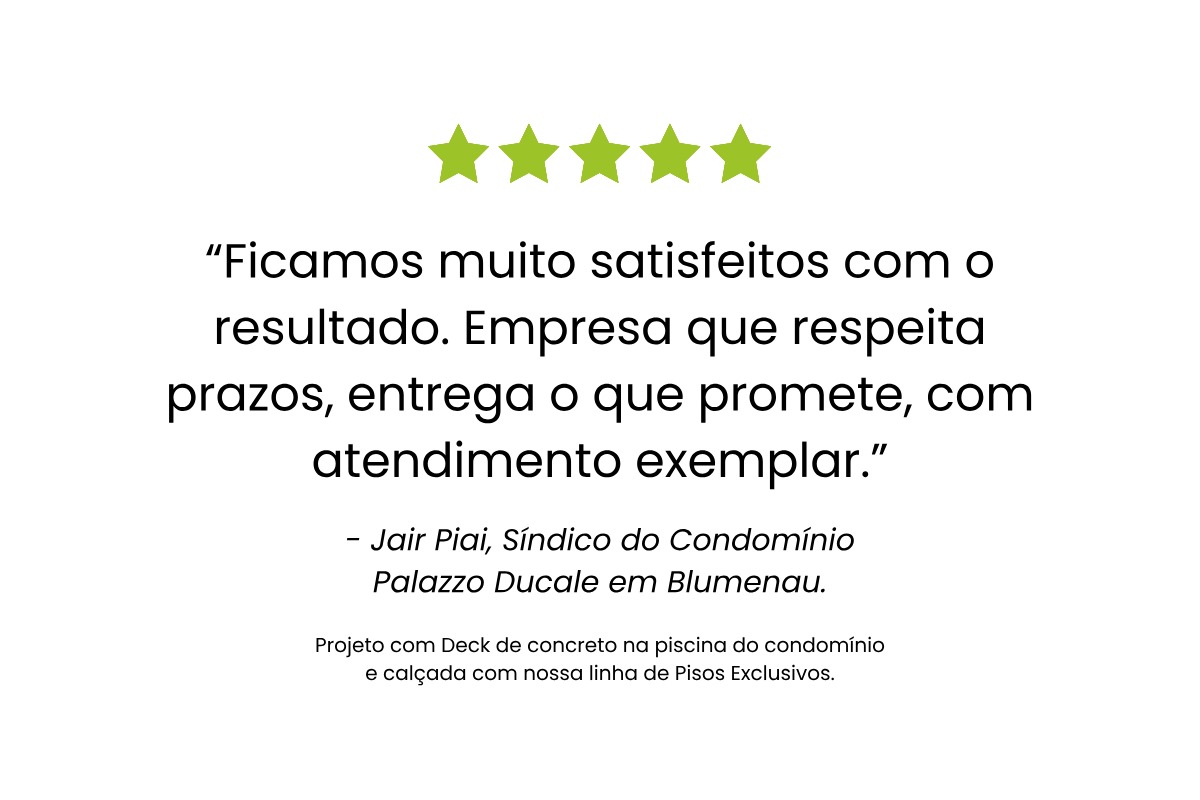 “Ficamos muito satisfeitos com o
resultado. Empresa que respeita
prazos, entrega o que promete, com
atendimento exemplar.”
- Jair Piai, Síndico do Condomínio
Palazzo Ducale em Blumenau.
Projeto com Deck de concreto na piscina do condomínio
e calçada com nossa linha de Pisos Exclusivos.